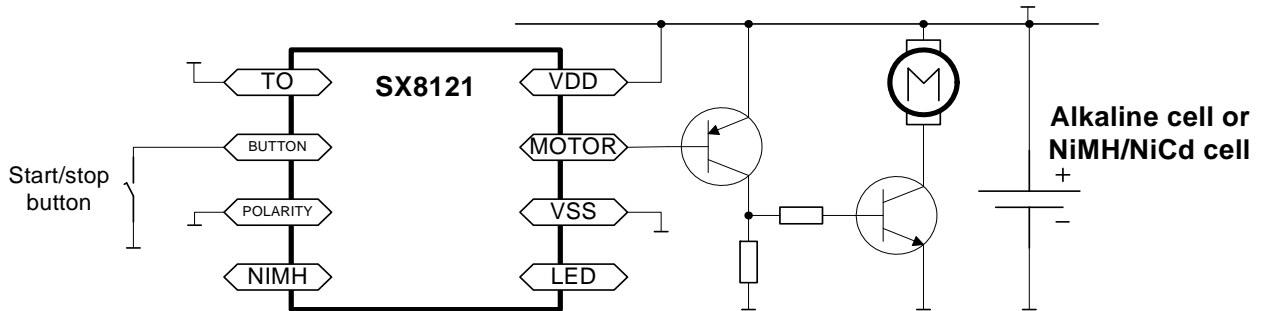 SX8121
TO
BUTTON
POLARITY
NIMH
VDD
MOTOR
VSS
LED
Start/stop
button
M
Alkaline cell or
NiMH/NiCd cell
+
−